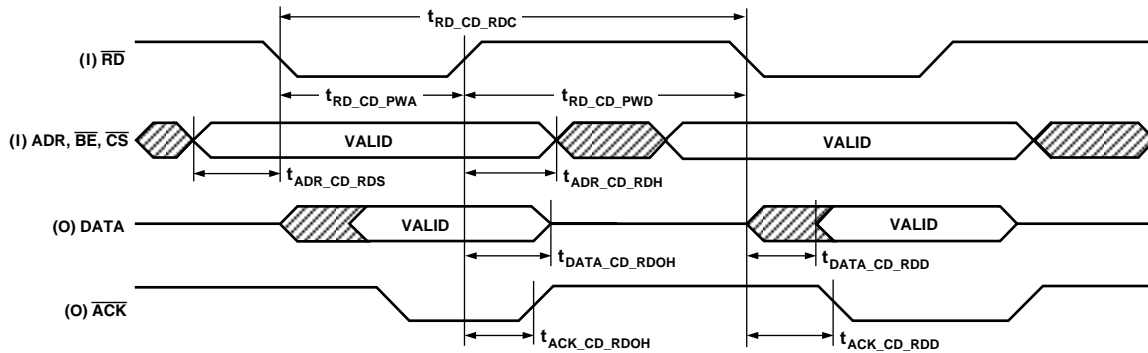 tRD_CD_RDC
(I) RD
tRD_CD_PWA tRD_CD_PWD
(I) ADR, BE, CS VALID VALID
tADR_CD_RDS tADR_CD_RDH
(O) DATA VALID VALID
tDATA_CD_RDOH tDATA_CD_RDD
(O) ACK
tACK_CD_RDOH tACK_CD_RDD